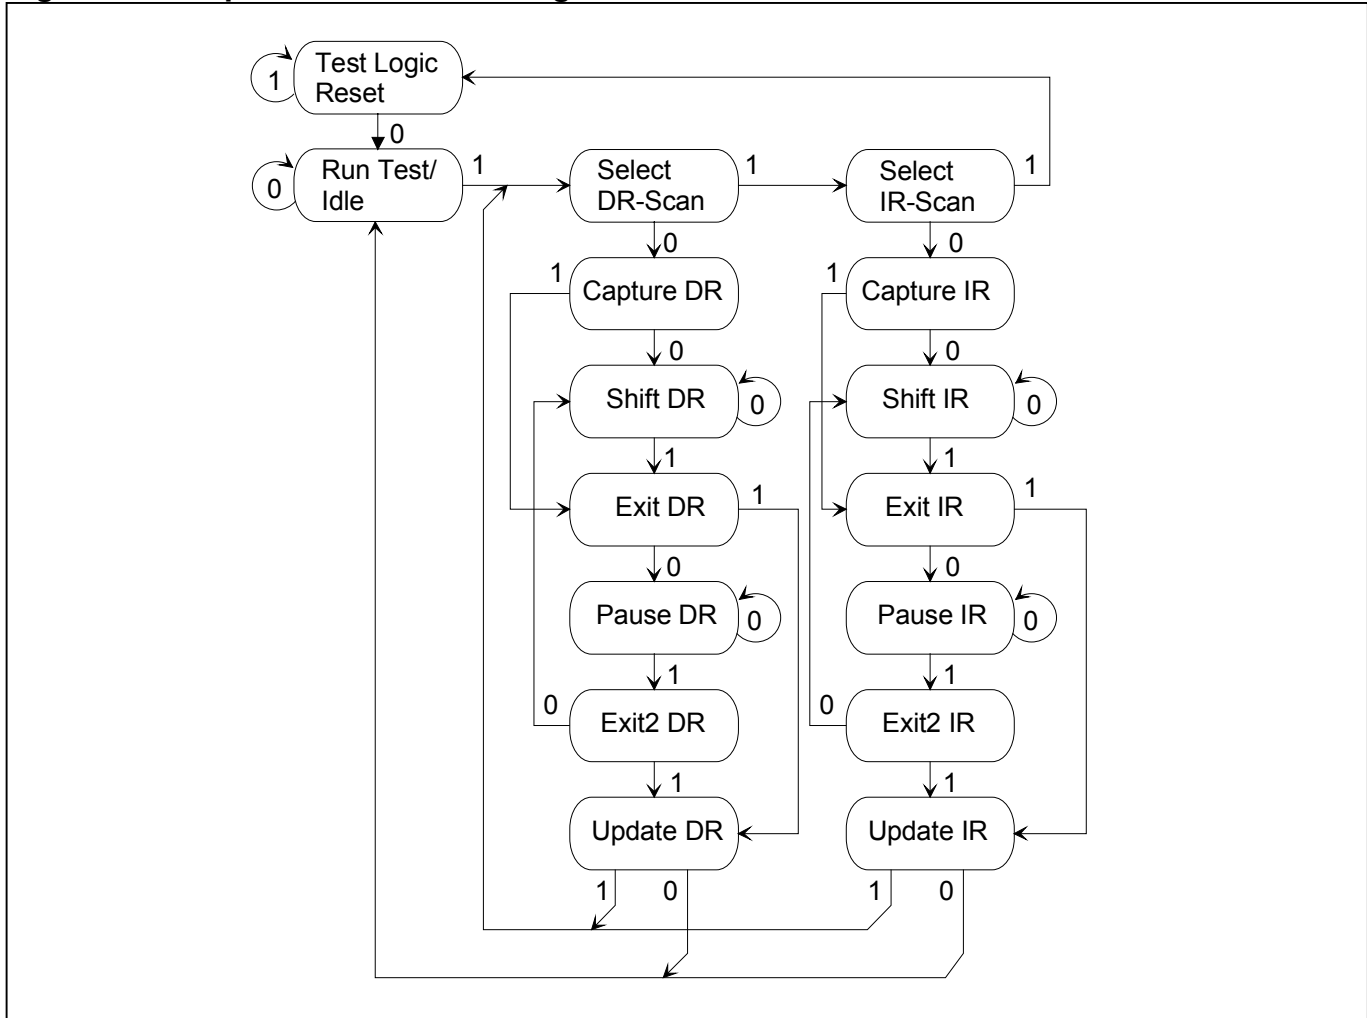 Test Logic
Reset
1
0
Run Test/
Idle
0
1
Select
DR-Scan
1
Select
IR-Scan
1
0
0
1
Capture DR
1
Capture IR
0
0
Shift DR
0
Shift IR
0
1
1
Exit DR
1
Exit IR
1
0
0
Pause DR
0
Pause IR
0
1
1
0
Exit2 DR
0
Exit2 IR
1
1
Update DR
Update IR
1
0
1
0